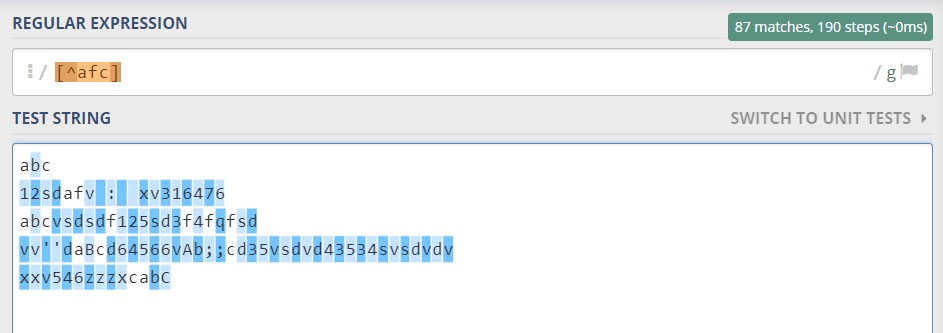 REGULAR EXPRESSION
87 matches, 190 steps (~0ms)
/ [^afc] / g
TEST STRING
SWITCH TO UNIT TESTS
abc
12sdafv : xv316476
abcvsdsdf125sd3f4fqfsd
vv''daBcd64566vAb;;cd35vsdvd43534svsdvdv
xxv546zzzxcabC